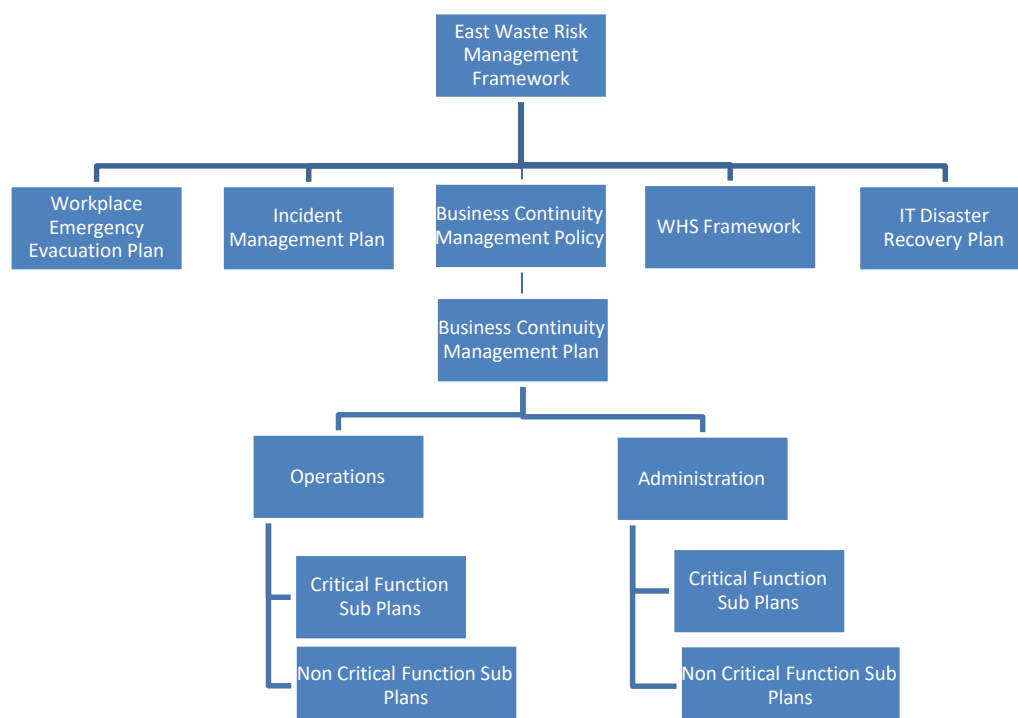 East Waste Risk
Management
Framework
Workplace
Emergency
Evacuation Plan
Incident
Management Plan
Business Continuity
Management Policy
WHS Framework
IT Disaster
Recovery Plan
Business Continuity
Management Plan
Operations
Administration
Critical Function
Sub Plans
Non Critical Function Sub
Plans
Critical Function
Sub Plans
Non Critical Function Sub
Plans